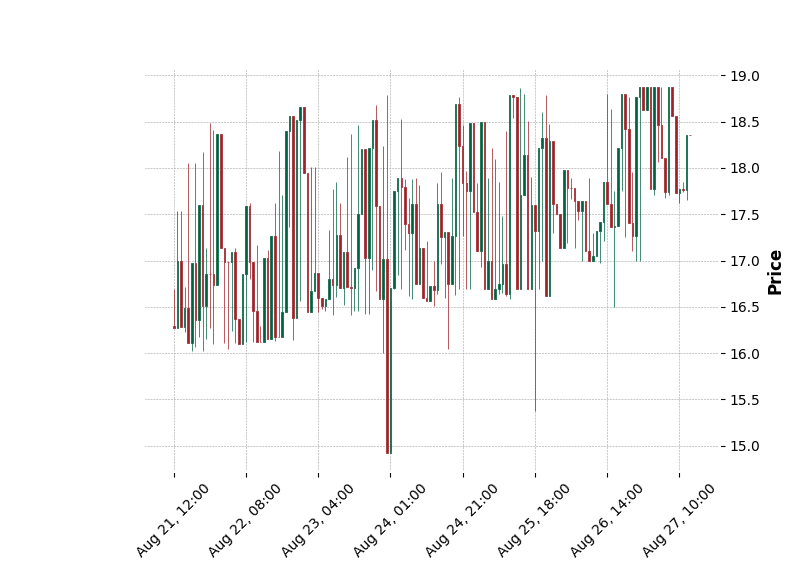 19.0
18.5
18.0
17.5
17.0
16.5
16.0
15.5
15.0
Price
Aug 21, 12:00
Aug 22, 08:00
Aug 23, 04:00
Aug 24, 01:00
Aug 24, 21:00
Aug 25, 18:00
Aug 26, 14:00
Aug 27, 10:00